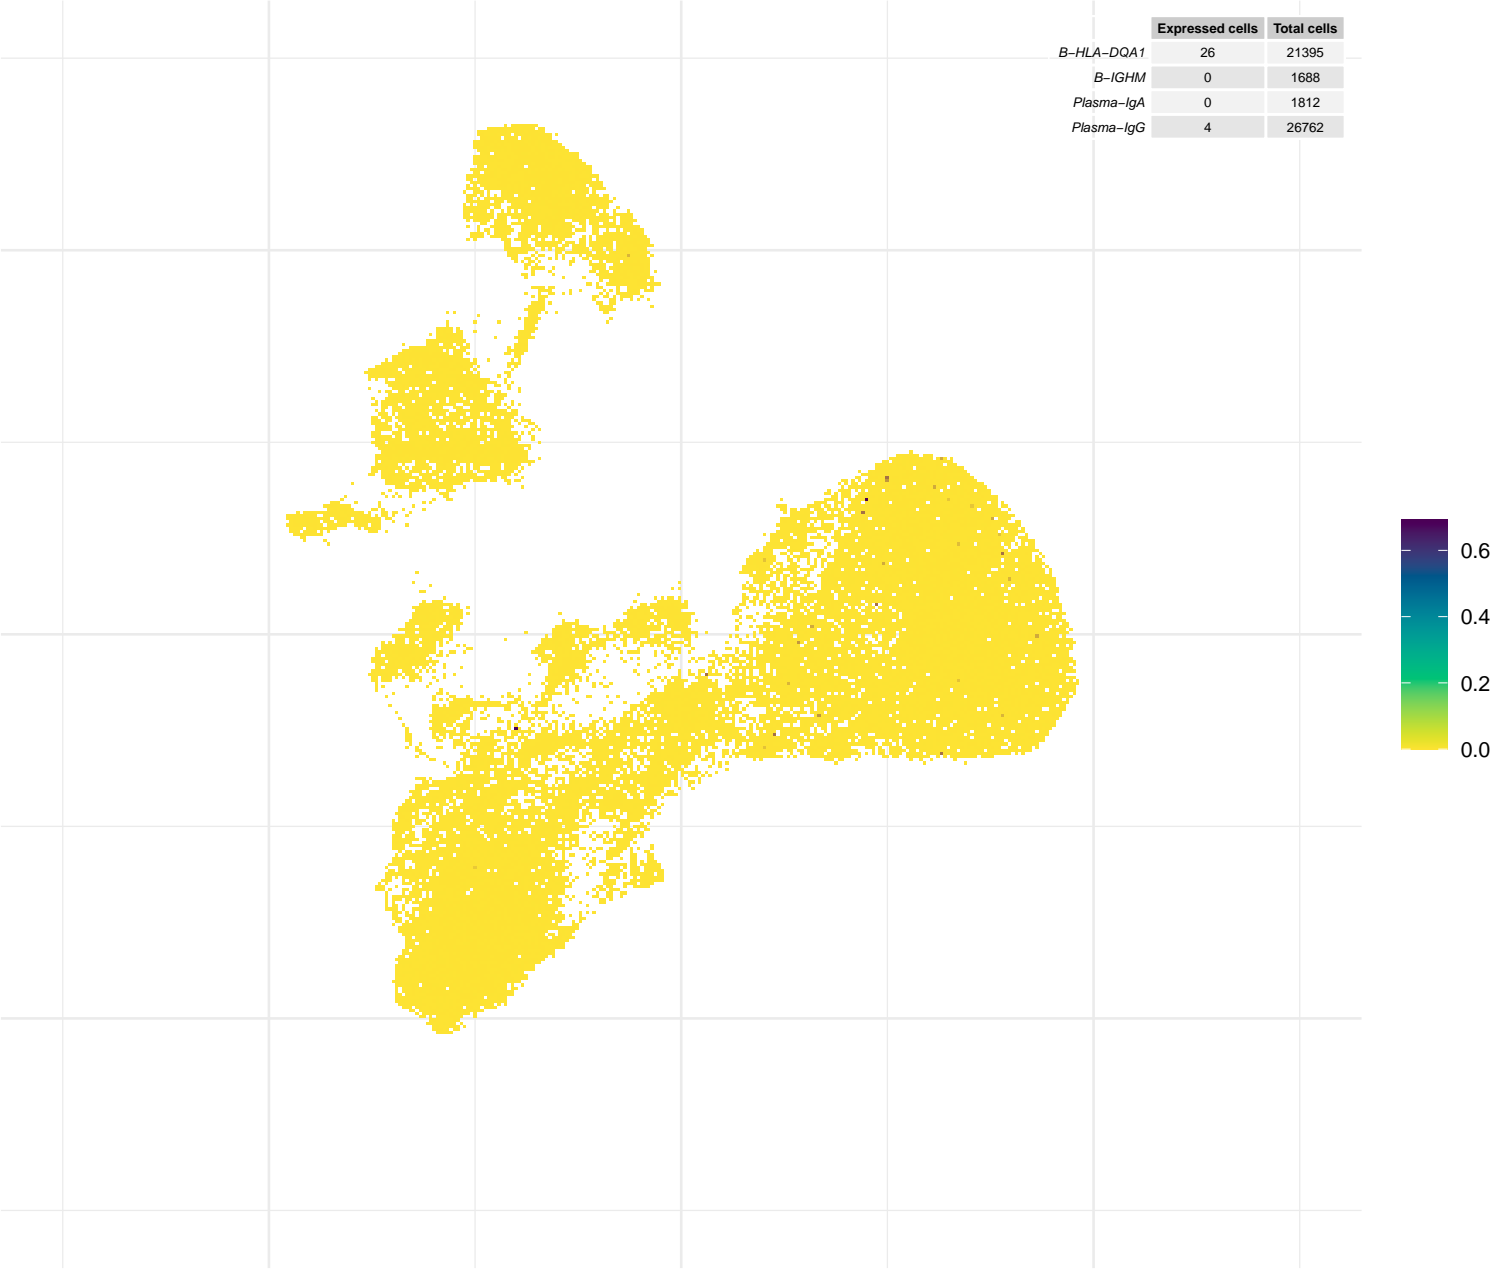 Expressed cells Total cells
B−HLA−DQA1 26 21395
B−IGHM 0 1688
Plasma−IgA 0 1812
Plasma−IgG 4 26762
0.6
0.4
0.2
0.0